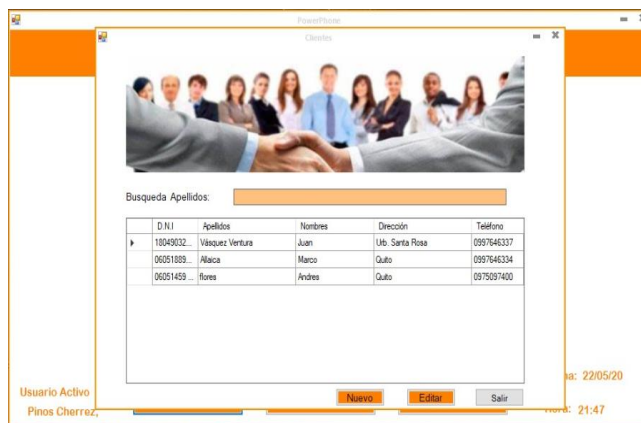 PowerPhone
Clientes
Busqueda Apellidos:
D.N.I Apellidos Nombres Dirección Teléfono
18049032... Vásquez Ventura Juan Urb. Santa Rosa 0997646337
06051889... Allaica Marco Quito 0997646334
06051459 ... flores Andres Quito 0975097400
22/05/20
Usuario Activo
Nuevo Editar Salir
Pinos Cherrez,
21:47